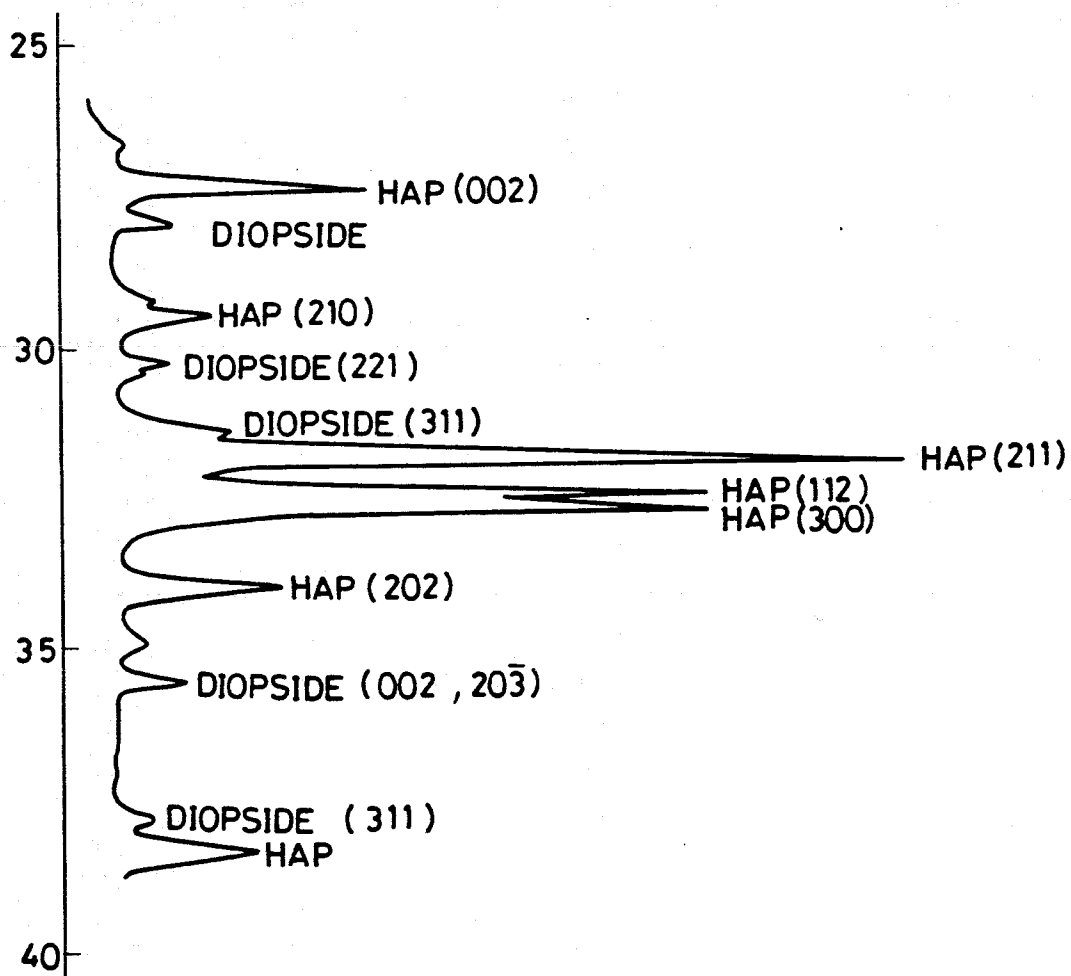 25
HAP (002)
DIOPSIDE
HAP (210)
30
DIOPSIDE (221)
DIOPSIDE (311)
HAP (211)
HAP (112)
HAP (300)
HAP (202)
35
DIOPSIDE (002 , 203̅)
DIOPSIDE (311)
HAP
40